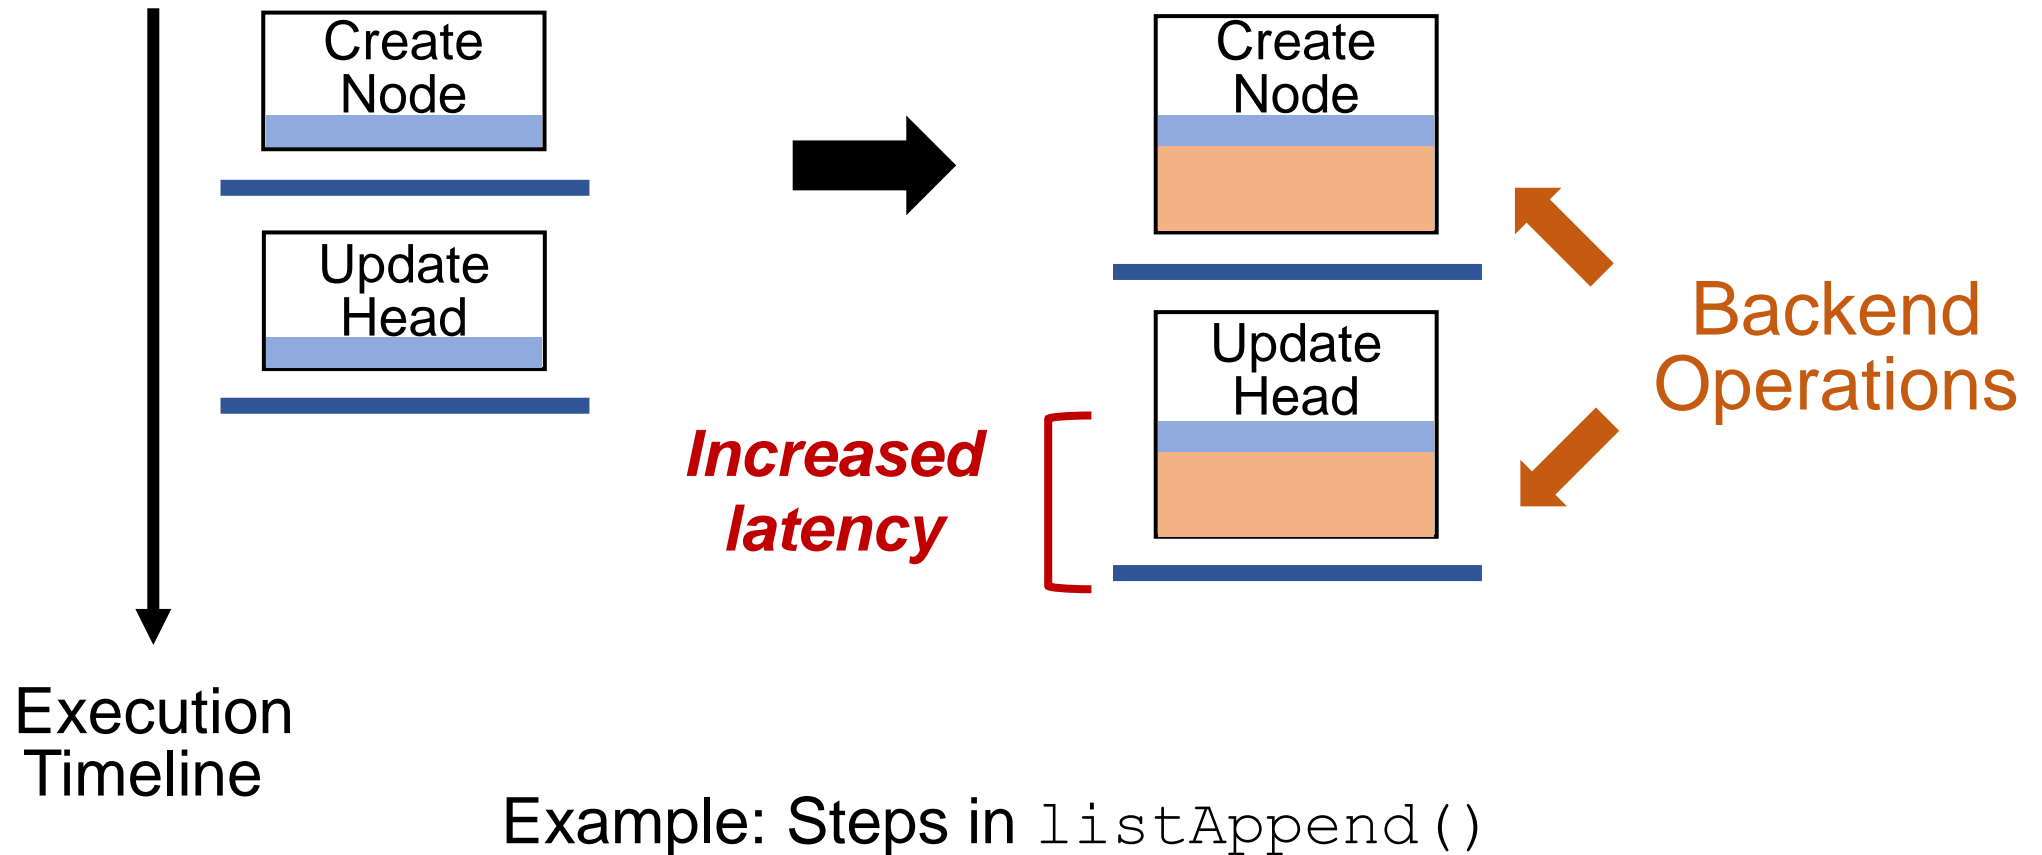 Create
Node
Update
Head
Execution
Timeline
Create
Node
Update
Head
Increased
latency
Backend
Operations
Example: Steps in listAppend()